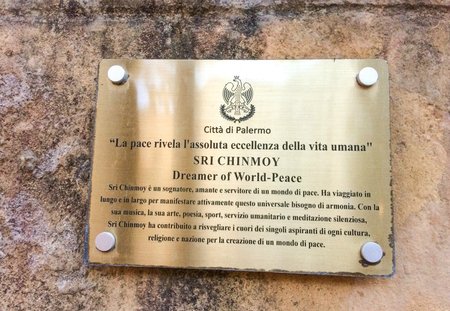 Città di Palermo
"La pace rivela l'assoluta eccellenza della vita umana"
SRI CHINMOY
Dreamer of World-Peace
Sri Chinmoy è un sognatore, amante e servitore di un mondo di pace. Ha viaggiato
in lungo e in largo per manifestare attivamente questo universale bisogno di armonia. Con la
sua musica, la sua arte, poesia, sport, servizio umanitario e meditazione silenziosa,
Sri Chinmoy ha contribuito a risvegliare i cuori dei singoli aspiranti di ogni cultura,
religione e nazione per la creazione di un mondo di pace.